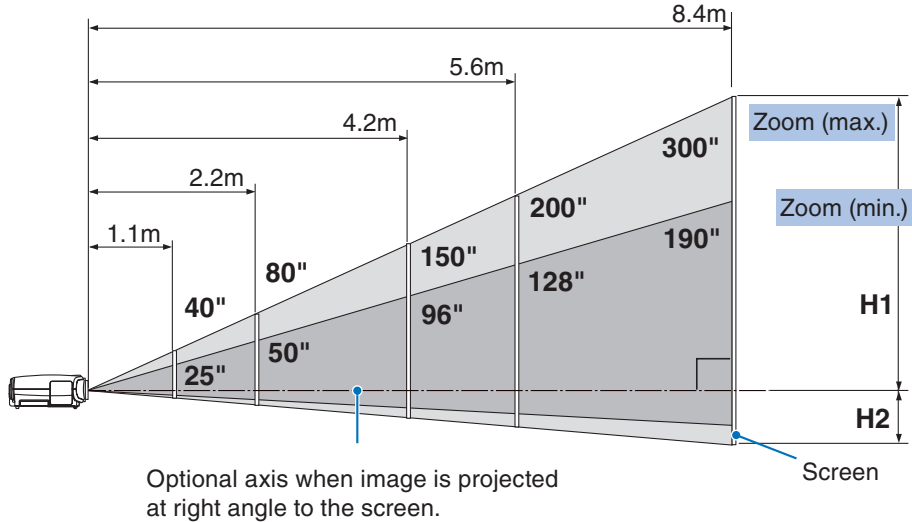 8.4m
5.6m
4.2m
2.2m
1.1m
Zoom (max.)
Zoom (min.)
300"
200"
150"
80"
40"
190"
128"
96"
50"
25"
H1
H2
Screen
Optional axis when image is projected
at right angle to the screen.